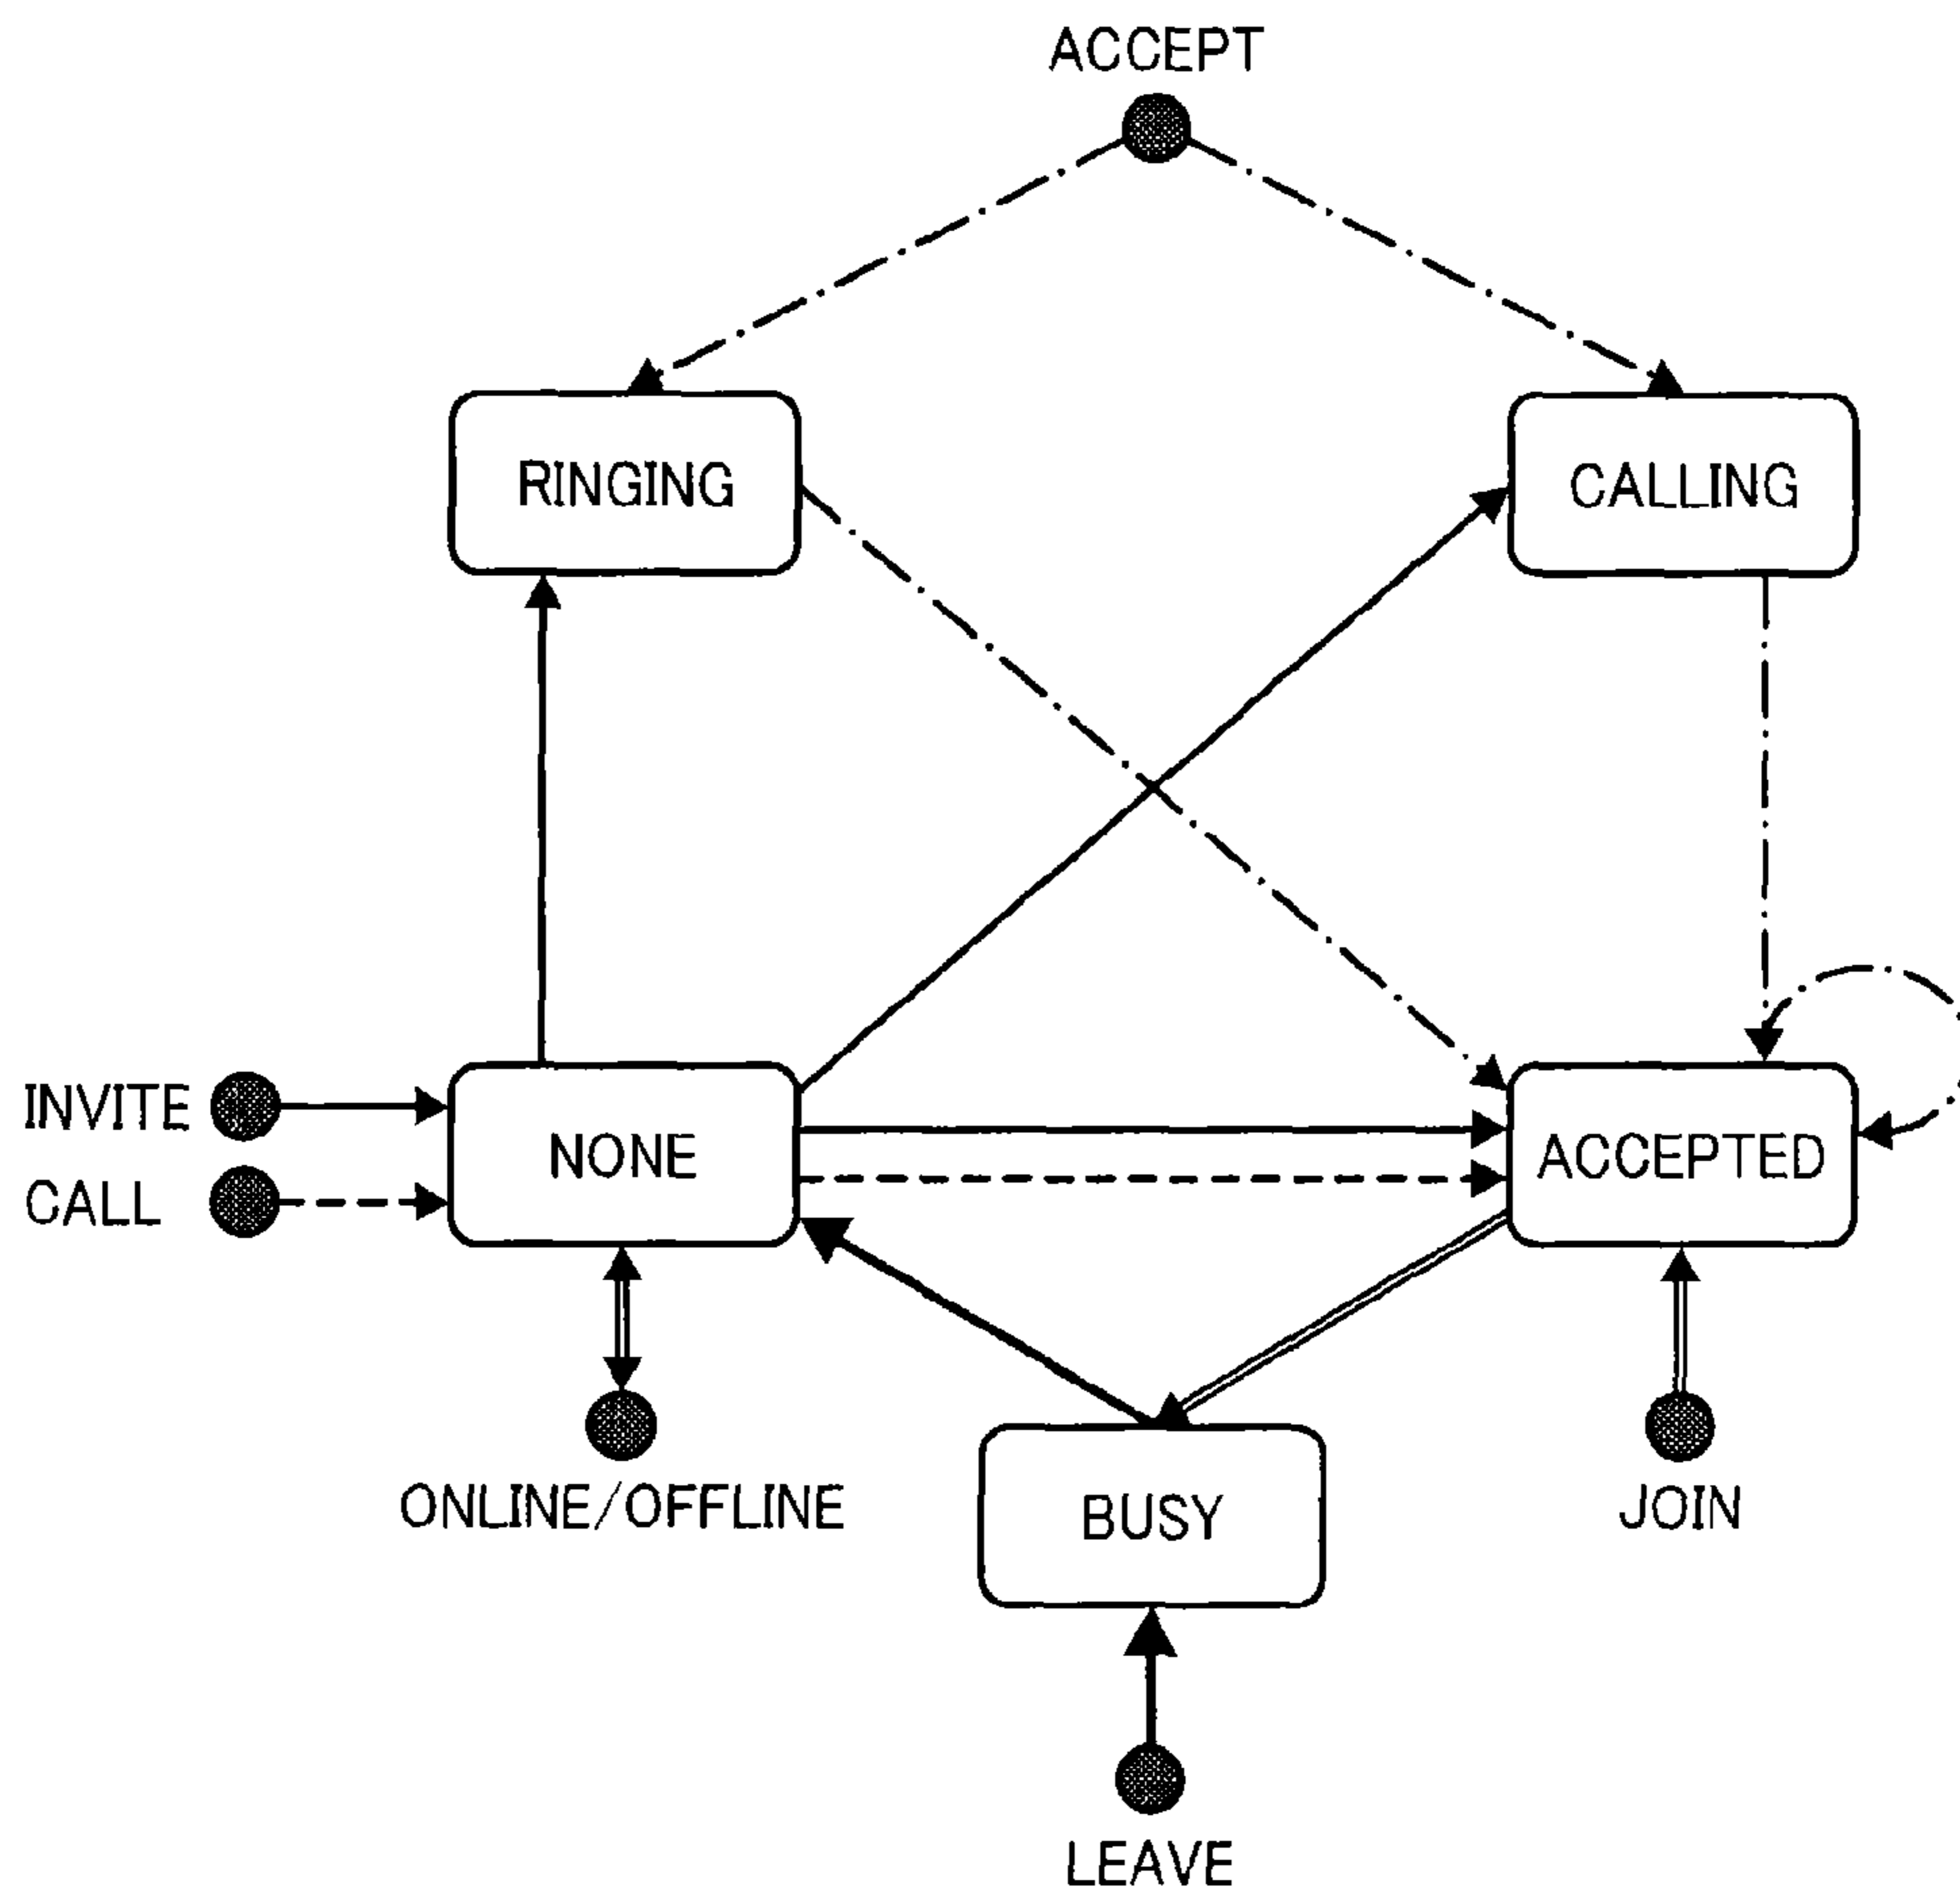 ACCEPT
RINGING
CALLING
INVITE
NONE
ACCEPTED
CALL
ONLINE/OFFLINE
BUSY
JOIN
LEAVE